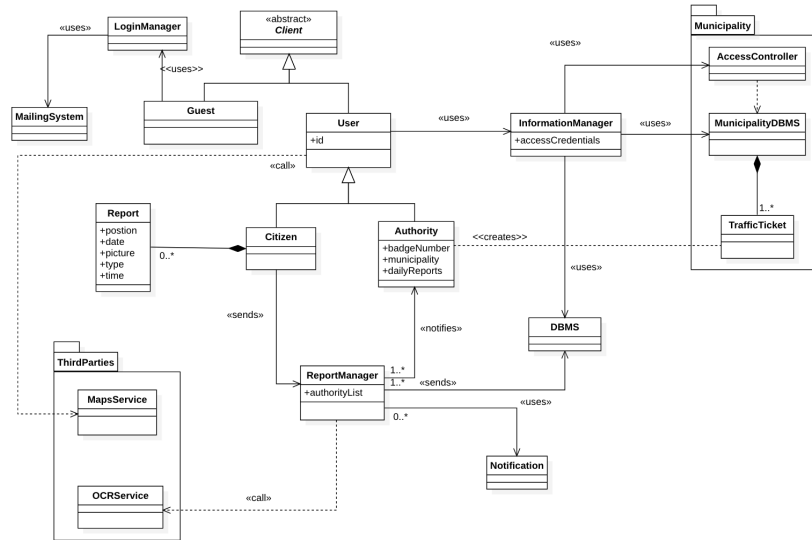 «abstract»
Client
Municipality
«uses»
LoginManager
«uses»
AccessController
<<uses>>
MailingSystem
Guest
User
+id
«uses»
InformationManager
+accessCredentials
«uses»
MunicipalityDBMS
«call»
Report
+postion
+date
+picture
+type
+time
0..*
Citizen
Authority
+badgeNumber
+municipality
+dailyReports
<<creates>>
1..*
TrafficTicket
«uses»
«sends»
«notifies»
DBMS
ThirdParties
MapsService
ReportManager
+authorityList
1..*
1..*
«sends»
0..*
«uses»
Notification
OCRService
«call»